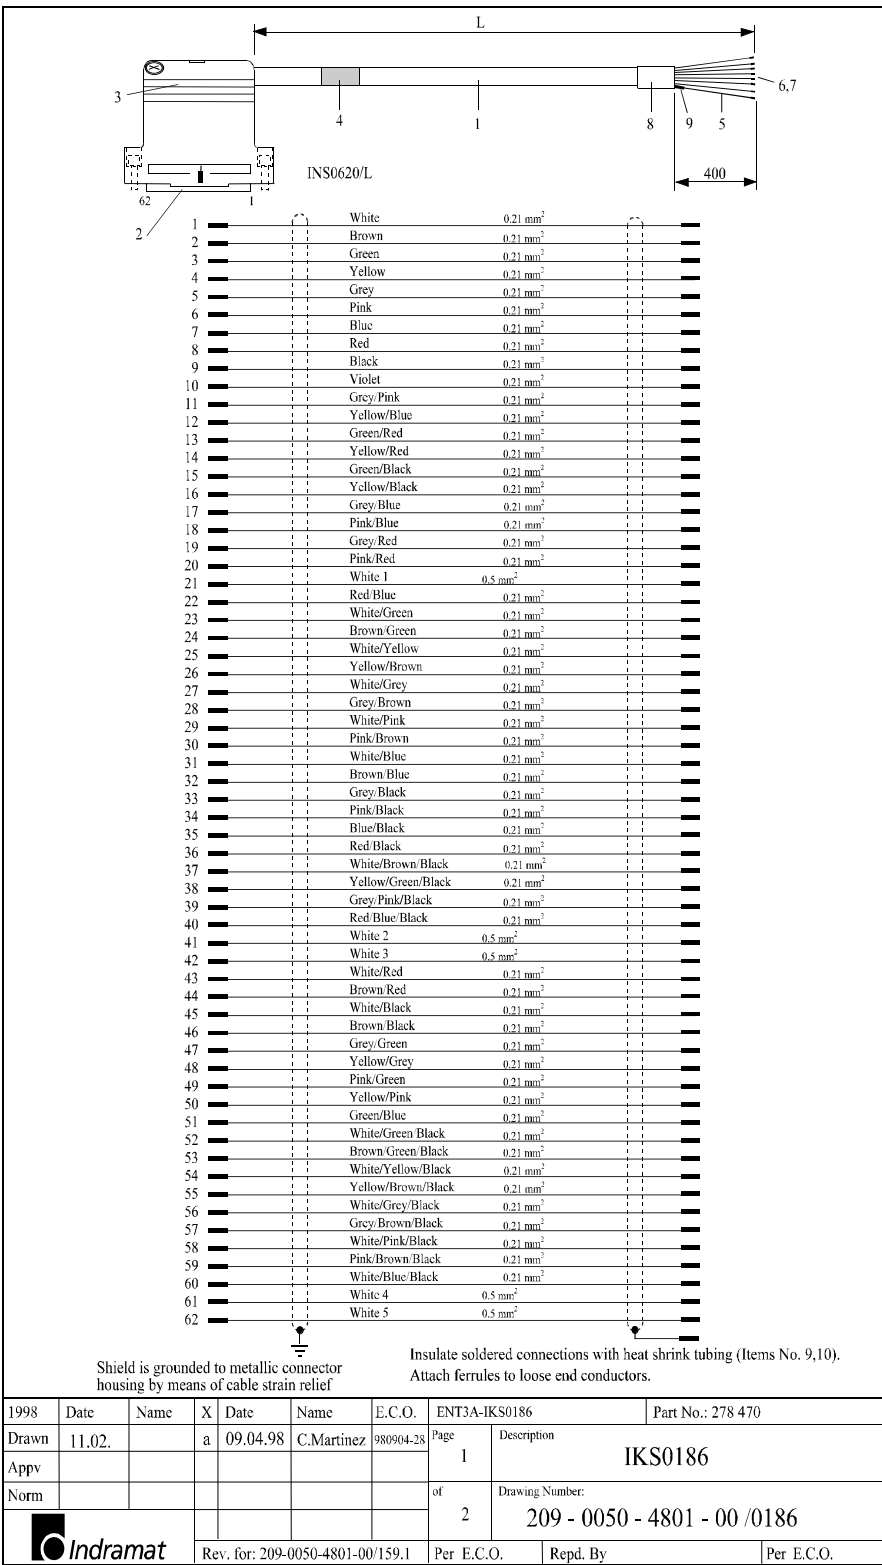 L
3
4
1
8
9
5
6,7
INS0620/L
400
62
1
2
1 White 0.21 mm²
2 Brown 0.21 mm²
3 Green 0.21 mm²
4 Yellow 0.21 mm²
5 Grey 0.21 mm²
6 Pink 0.21 mm²
7 Blue 0.21 mm²
8 Red 0.21 mm²
9 Black 0.21 mm²
10 Violet 0.21 mm²
11 Grey/Pink 0.21 mm²
12 Yellow/Blue 0.21 mm²
13 Green/Red 0.21 mm²
14 Yellow/Red 0.21 mm²
15 Green/Black 0.21 mm²
16 Yellow/Black 0.21 mm²
17 Grey/Blue 0.21 mm²
18 Pink/Blue 0.21 mm²
19 Grey/Red 0.21 mm²
20 Pink/Red 0.21 mm²
21 White 1 0.5 mm²
22 Red/Blue 0.21 mm²
23 White/Green 0.21 mm²
24 Brown/Green 0.21 mm²
25 White/Yellow 0.21 mm²
26 Yellow/Brown 0.21 mm²
27 White/Grey 0.21 mm²
28 Grey/Brown 0.21 mm²
29 White/Pink 0.21 mm²
30 Pink/Brown 0.21 mm²
31 White/Blue 0.21 mm²
32 Brown/Blue 0.21 mm²
33 Grey/Black 0.21 mm²
34 Pink/Black 0.21 mm²
35 Blue/Black 0.21 mm²
36 Red/Black 0.21 mm²
37 White/Brown/Black 0.21 mm²
38 Yellow/Green/Black 0.21 mm²
39 Grey/Pink/Black 0.21 mm²
40 Red/Blue/Black 0.21 mm²
41 White 2 0.5 mm²
42 White 3 0.5 mm²
43 White/Red 0.21 mm²
44 Brown/Red 0.21 mm²
45 White/Black 0.21 mm²
46 Brown/Black 0.21 mm²
47 Grey/Green 0.21 mm²
48 Yellow/Grey 0.21 mm²
49 Pink/Green 0.21 mm²
50 Yellow/Pink 0.21 mm²
51 Green/Blue 0.21 mm²
52 White/Green/Black 0.21 mm²
53 Brown/Green/Black 0.21 mm²
54 White/Yellow/Black 0.21 mm²
55 Yellow/Brown/Black 0.21 mm²
56 White/Grey/Black 0.21 mm²
57 Grey/Brown/Black 0.21 mm²
58 White/Pink/Black 0.21 mm²
59 Pink/Brown/Black 0.21 mm²
60 White/Blue/Black 0.21 mm²
61 White 4 0.5 mm²
62 White 5 0.5 mm²
Shield is grounded to metallic connector
housing by means of cable strain relief
Insulate soldered connections with heat shrink tubing (Items No. 9,10).
Attach ferrules to loose end conductors.
1998 Date Name X Date Name E.C.O. ENT3A-IKS0186 Part No.: 278 470
Drawn 11.02. a 09.04.98 C.Martinez 980904-28 Page 1 Description IKS0186
Appv
Norm of 2 Drawing Number: 209 - 0050 - 4801 - 00 /0186
Indramat Rev. for: 209-0050-4801-00/159.1 Per E.C.O. Repd. By Per E.C.O.